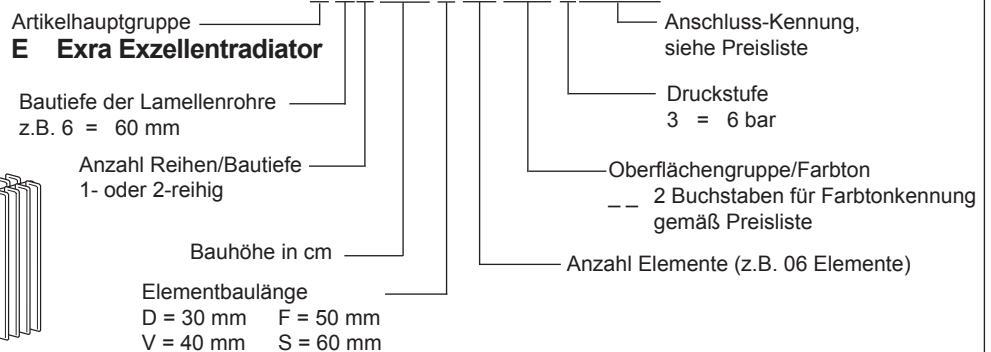 Artikelhauptgruppe
E Exra Exzellentradiator
Bautiefe der Lamellenrohre
z.B. 6 = 60 mm
Anzahl Reihen/Bautiefe
1- oder 2-reihig
Bauhöhe in cm
Elementbaulänge
D = 30 mm F = 50 mm
V = 40 mm S = 60 mm
Anschluss-Kennung,
siehe Preisliste
Druckstufe
3 = 6 bar
Oberflächengruppe/Farbton
_ _ 2 Buchstaben für Farbtonkennung
gemäß Preisliste
Anzahl Elemente (z.B. 06 Elemente)